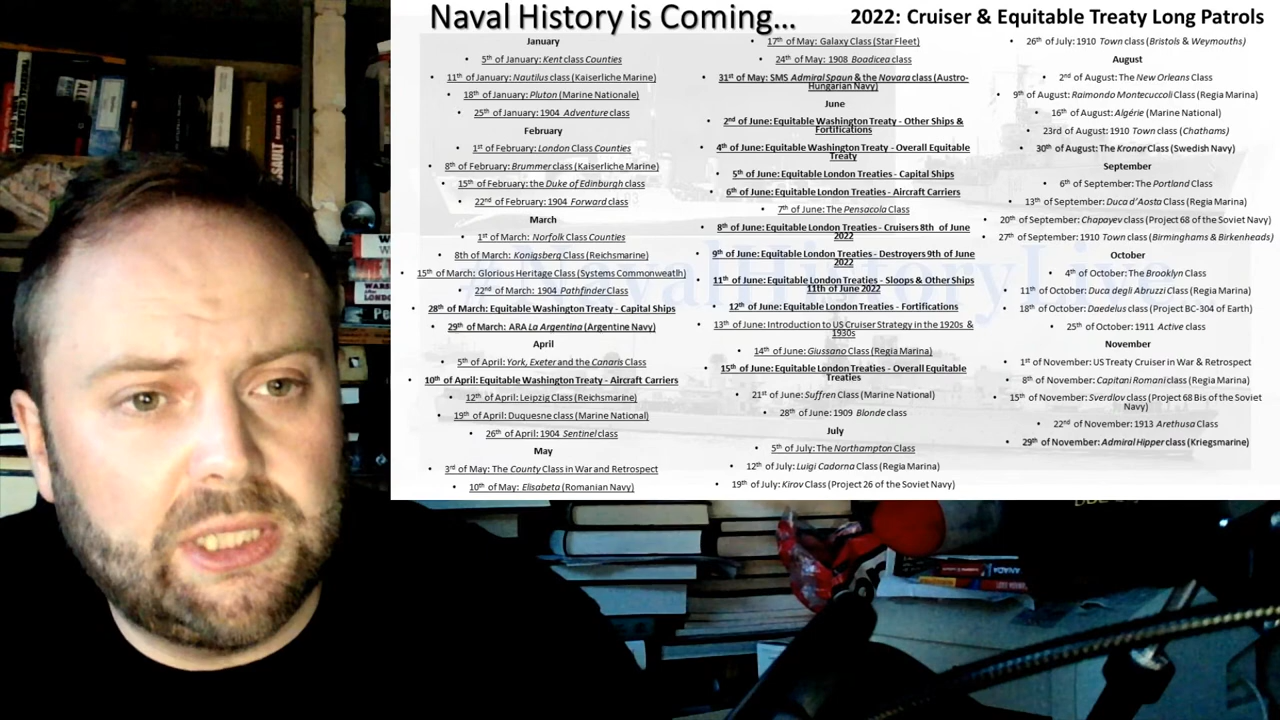 Naval History is Coming...
2022: Cruiser & Equitable Treaty Long Patrols
January
• 5th of January: Kent class Counties
• 11th of January: Nautilus class (Kaiserliche Marine)
• 18th of January: Pluton (Marine Nationale)
• 25th of January: 1904 Adventure class
February
• 1st of February: London Class Counties
• 8th of February: Brummer class (Kaiserliche Marine)
• 15th of February: the Duke of Edinburgh class
• 22nd of February: 1904 Forward class
March
• 1st of March: Norfolk Class Counties
• 8th of March: Konigsberg Class (Reichsmarine)
• 15th of March: Glorious Heritage Class (Systems Commonweatlh)
• 22nd of March: 1904 Pathfinder Class
• 28th of March: Equitable Washington Treaty - Capital Ships
• 29th of March: ARA La Argentina (Argentine Navy)
April
• 5th of April: York, Exeter and the Canaris Class
• 10th of April: Equitable Washington Treaty - Aircraft Carriers
• 12th of April: Leipzig Class (Reichsmarine)
• 19th of April: Duquesne class (Marine National)
• 26th of April: 1904 Sentinel class
May
• 3rd of May: The County Class in War and Retrospect
• 10th of May: Elisabeta (Romanian Navy)
• 17th of May: Galaxy Class (Star Fleet)
• 24th of May: 1908 Boadicea class
• 31st of May: SMS Admiral Spaun & the Novara class (Austro-
Hungarian Navy)
June
• 2nd of June: Equitable Washington Treaty - Other Ships &
Fortifications
• 4th of June: Equitable Washington Treaty - Overall Equitable
Treaty
• 5th of June: Equitable London Treaties - Capital Ships
• 6th of June: Equitable London Treaties - Aircraft Carriers
• 7th of June: The Pensacola Class
• 8th of June: Equitable London Treaties - Cruisers 8th of June
2022
• 9th of June: Equitable London Treaties - Destroyers 9th of June
2022
• 11th of June: Equitable London Treaties - Sloops & Other Ships
11th of June 2022
• 12th of June: Equitable London Treaties - Fortifications
• 13th of June: Introduction to US Cruiser Strategy in the 1920s &
1930s
• 14th of June: Giussano Class (Regia Marina)
• 15th of June: Equitable London Treaties - Overall Equitable
Treaties
• 21st of June: Suffren Class (Marine National)
• 28th of June: 1909 Blonde class
July
• 5th of July: The Northampton Class
• 12th of July: Luigi Cadorna Class (Regia Marina)
• 19th of July: Kirov Class (Project 26 of the Soviet Navy)
• 26th of July: 1910 Town class (Bristols & Weymouths)
August
• 2nd of August: The New Orleans Class
• 9th of August: Raimondo Montecuccoli Class (Regia Marina)
• 16th of August: Algérie (Marine National)
• 23rd of August: 1910 Town class (Chathams)
• 30th of August: The Kronor Class (Swedish Navy)
September
• 6th of September: The Portland Class
• 13th of September: Duca d'Aosta Class (Regia Marina)
• 20th of September: Chapayev class (Project 68 of the Soviet Navy)
• 27th of September: 1910 Town class (Birminghams & Birkenheads)
October
• 4th of October: The Brooklyn Class
• 11th of October: Duca degli Abruzzi Class (Regia Marina)
• 18th of October: Daedelus class (Project BC-304 of Earth)
• 25th of October: 1911 Active class
November
• 1st of November: US Treaty Cruiser in War & Retrospect
• 8th of November: Capitani Romani class (Regia Marina)
• 15th of November: Sverdlov class (Project 68 Bis of the Soviet
Navy)
• 22nd of November: 1913 Arethusa Class
• 29th of November: Admiral Hipper class (Kriegsmarine)